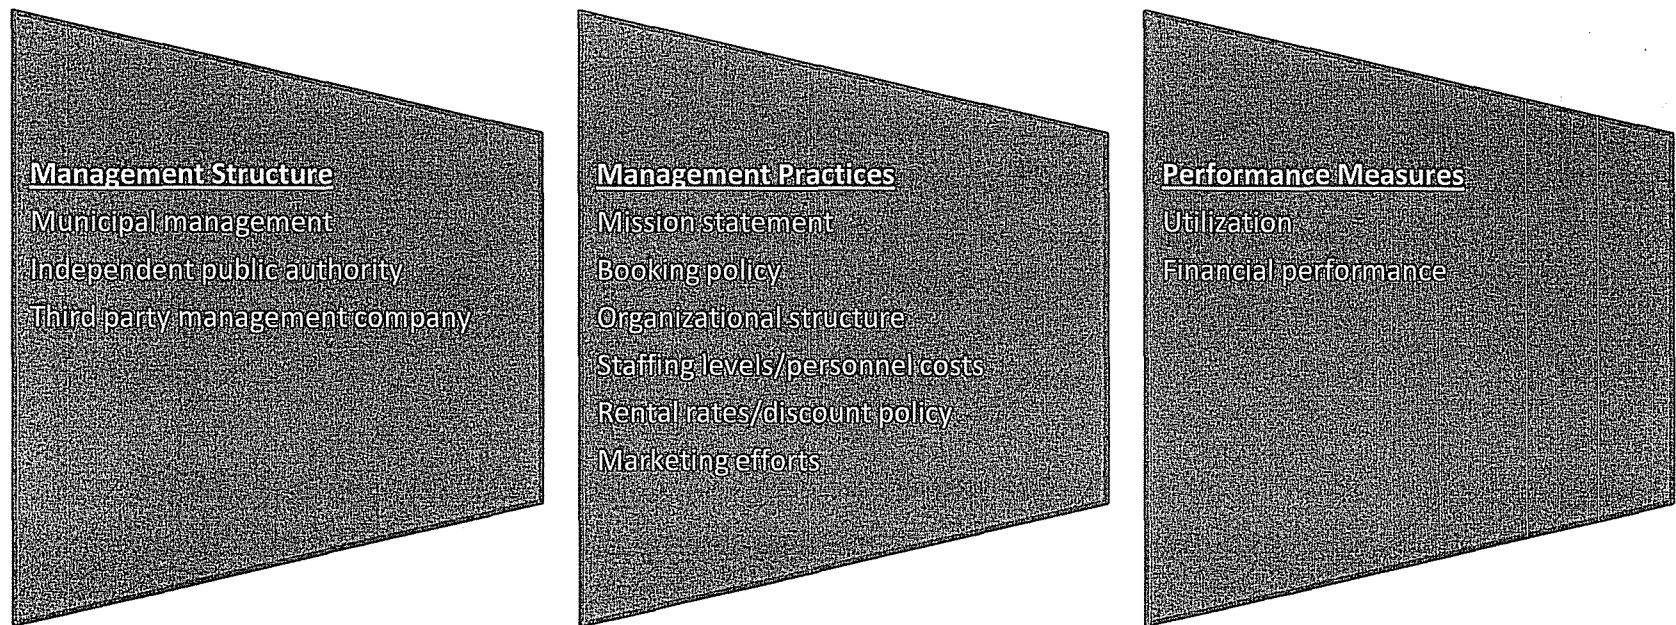 Management Structure
Municipal management
Independent public authority
Third party management company
Management Practices
Mission statement
Booking policy
Organizational structure
Staffing levels/personnel costs
Rental rates/discount policy
Marketing efforts
Performance Measures
Utilization
Financial performance